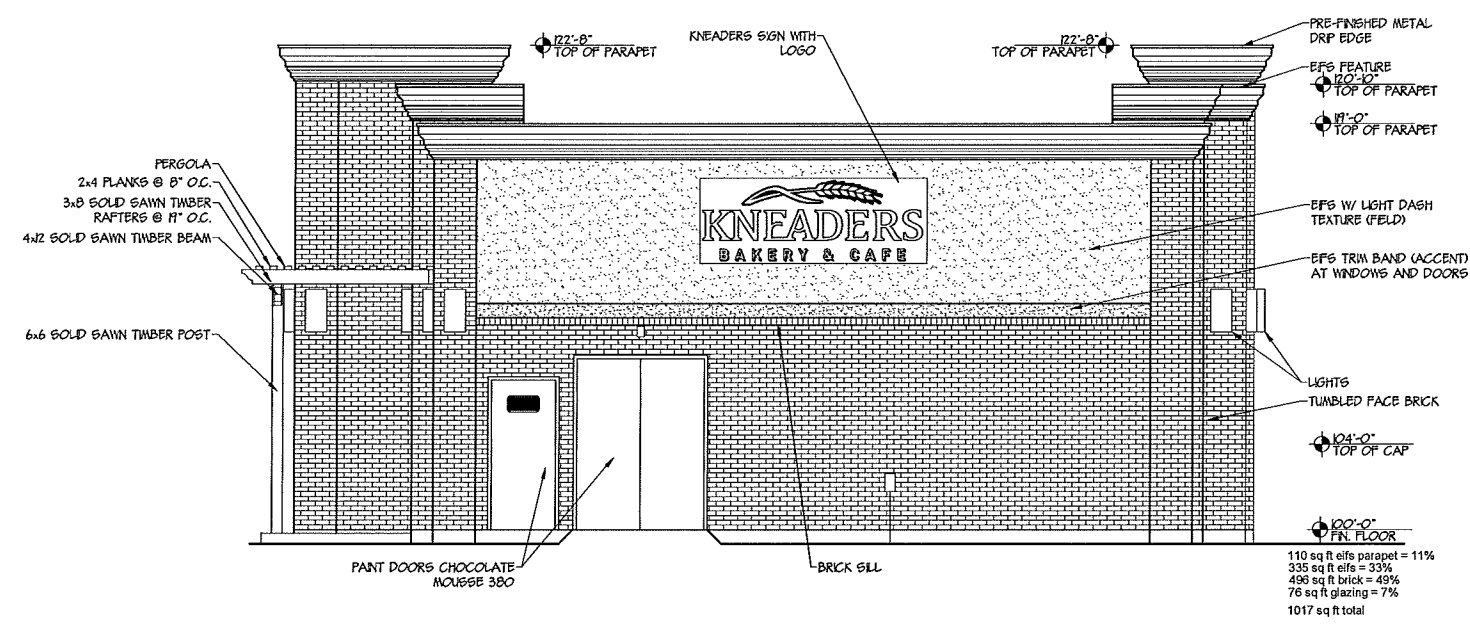 122'-8"
TOP OF PARAPET
KNEADERS SIGN WITH
LOGO
122'-8"
TOP OF PARAPET
PRE-FINISHED METAL
DRIP EDGE
EIFS FEATURE
120'-10"
TOP OF PARAPET
119'-0"
TOP OF PARAPET
PERGOLA
2x4 PLANKS @ 8" O.C.
3x8 SOLID SAWN TIMBER
RAFTERS @ 19" O.C.
4x12 SOLID SAWN TIMBER BEAM
6x6 SOLID SAWN TIMBER POST
KNEADERS
BAKERY & CAFE
EIFS W/ LIGHT DASH
TEXTURE (FIELD)
EIFS TRIM BAND (ACCENT)
AT WINDOWS AND DOORS
LIGHTS
TUMBLED FACE BRICK
104'-0"
TOP OF CAP
100'-0"
FIN. FLOOR
PAINT DOORS CHOCOLATE
MOUSSE 380
BRICK SILL
110 sq ft eifs parapet = 11%
335 sq ft eifs = 33%
496 sq ft brick = 49%
76 sq ft glazing = 7%
1017 sq ft total